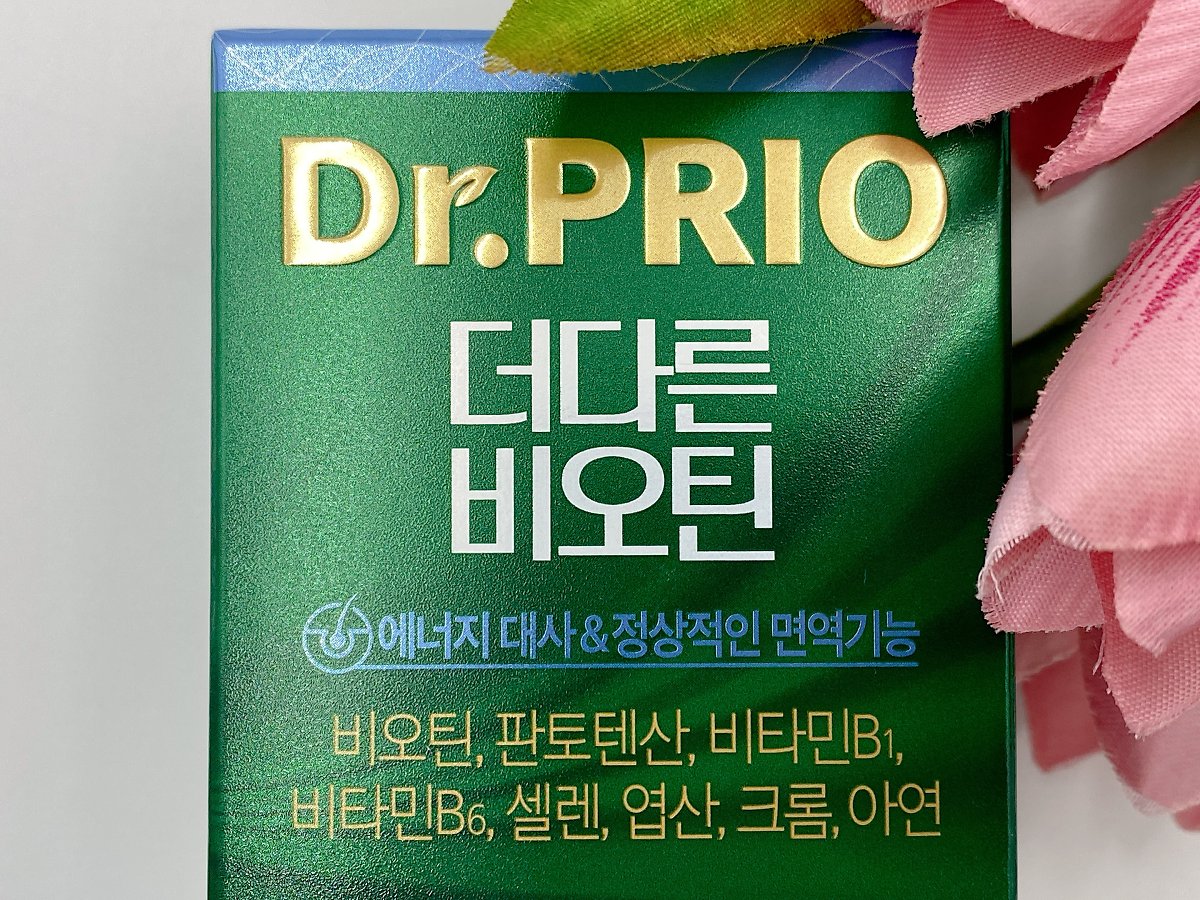 Dr.PRIO
더다른
비오틴
에너지 대사&정상적인 면역기능
비오틴, 판토텐산, 비타민B1,
비타민B6, 셀렌, 엽산, 크롬, 아연